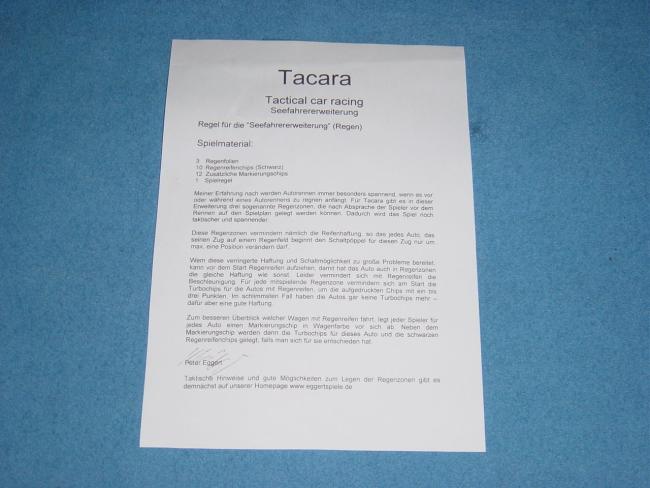 Tacara
Tactical car racing
Seefahrererweiterung
Regel für die "Seefahrererweiterung" (Regen)
Spielmaterial:
3 Regenfolien
10 Regenreifenchips (Schwarz)
12 Zusätzliche Markierungschips
1 Spielregel
Meiner Erfahrung nach werden Autorennen immer besonders spannend, wenn es vor
oder während eines Autorennens zu regnen anfängt. Für Tacara gibt es in dieser
Erweiterung drei sogenannte Regenzonen, die nach Absprache der Spieler vor dem
Rennen auf den Spielplan gelegt werden können. Dadurch wird das Spiel noch
taktischer und spannender.
Diese Regenzonen vermindern nämlich die Reifenhaftung, so das jedes Auto, das
seinen Zug auf einem Regenfeld beginnt den Schaltpöppel für diesen Zug nur um
max. eine Position verändern darf.
Wem diese verringerte Haftung und Schaltmöglichkeit zu große Probleme bereitet,
kann vor dem Start Regenreifen aufziehen, damit hat das Auto auch in Regenzonen
die gleiche Haftung wie sonst. Leider vermindert sich mit Regenreifen die
Beschleunigung. Für jede mitspielende Regenzone vermindern sich am Start die
Turbochips für die Autos mit Regenreifen, um die aufgedruckten Chips mit ein bis
drei Punkten. Im schlimmsten Fall haben die Autos gar keine Turbochips mehr –
dafür aber eine gute Haftung.
Zum besseren Überblick welcher Wagen mit Regenreifen fährt, legt jeder Spieler für
jedes Auto einen Markierungschip in Wagenfarbe vor sich ab. Neben dem
Markierungschip werden dann die Turbochips für dieses Auto und die schwarzen
Regenreifenchips gelegt, falls man sich für sie entschieden hat.
Peter Eggert
Taktische Hinweise und gute Möglichkeiten zum Legen der Regenzonen gibt es
demnächst auf unserer Homepage www.eggertspiele.de